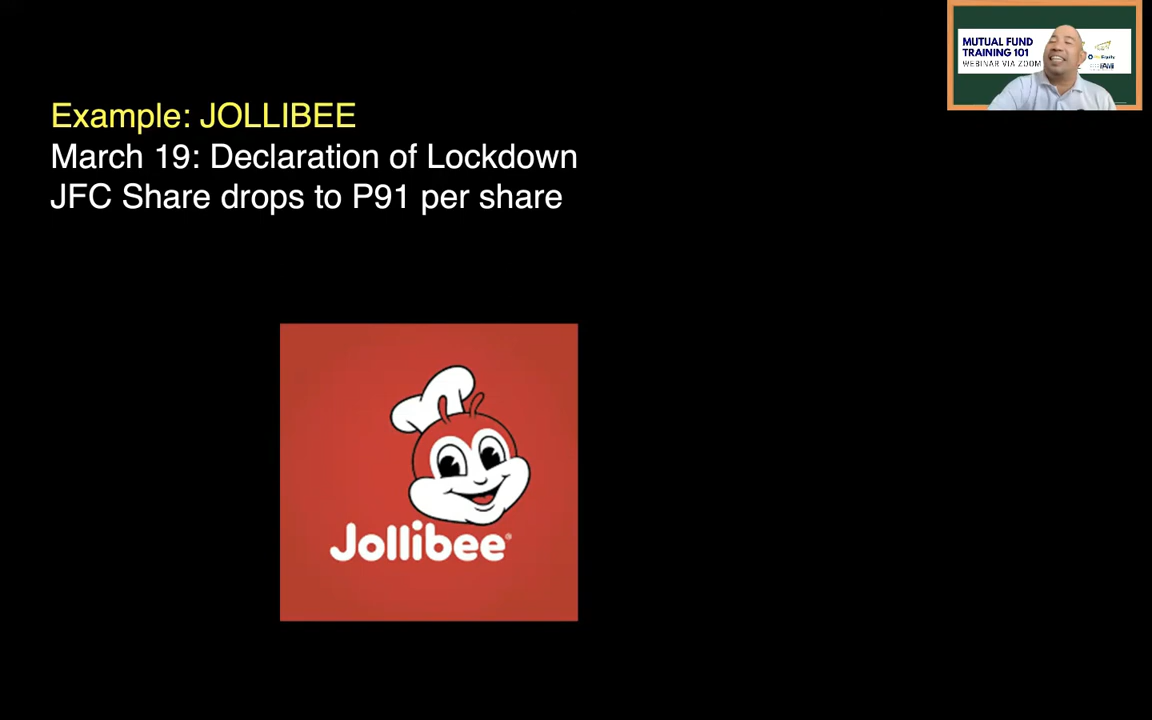 Example: JOLLIBEE
March 19: Declaration of Lockdown
JFC Share drops to P91 per share
MUTUAL FUND
TRAINING 101
WEBINAR VIA ZOOM
Jollibee